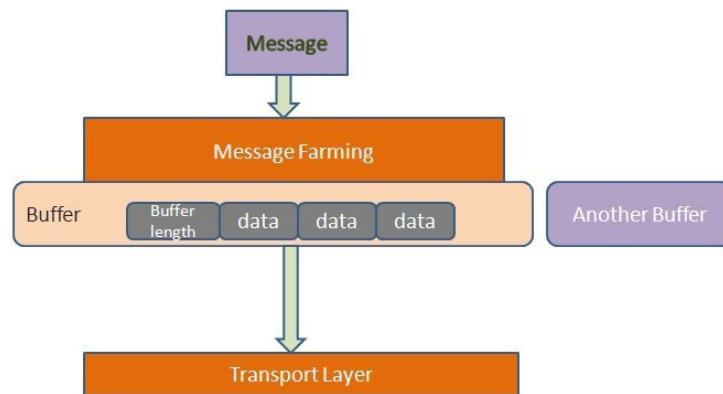 Message
Message Farming
Buffer
Buffer
length
data
data
data
Another Buffer
Transport Layer